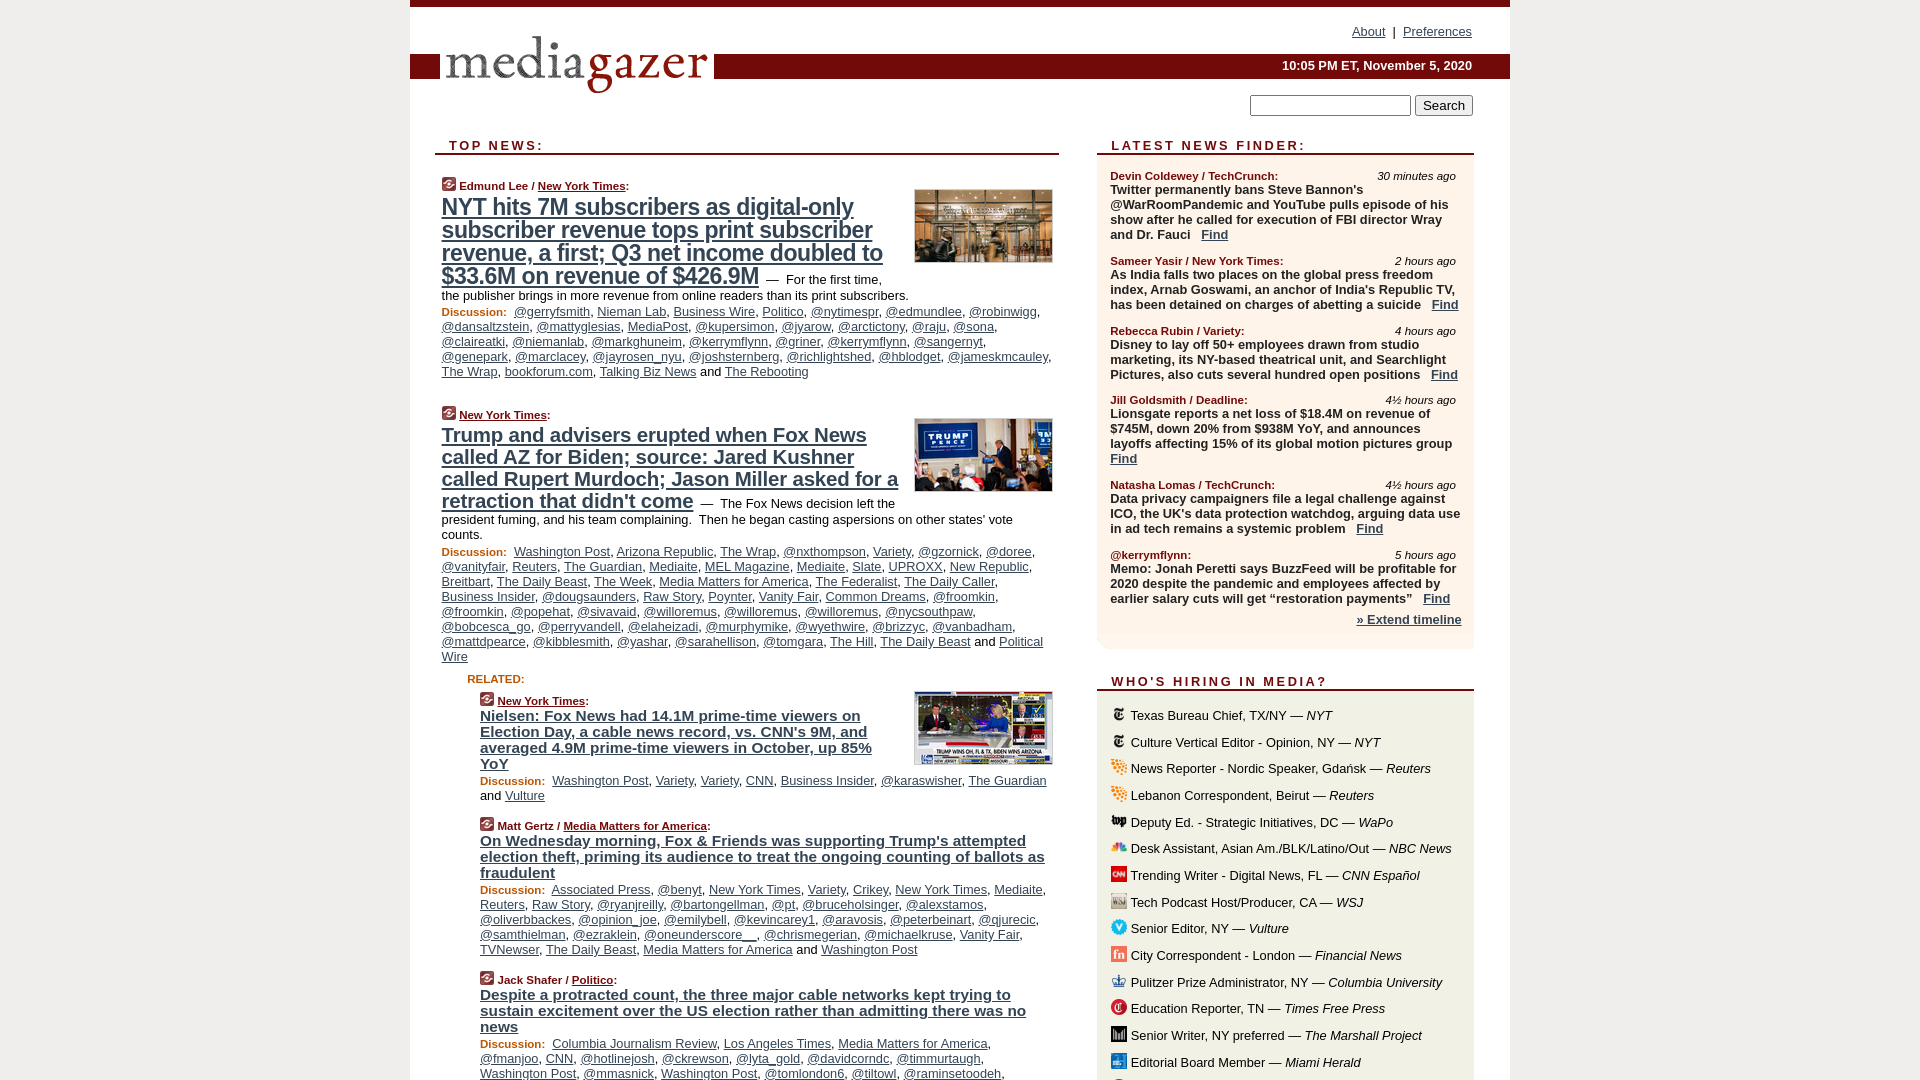 About | Preferences
mediagazer
10:05 PM ET, November 5, 2020
Search
TOP NEWS:
Edmund Lee / New York Times:
NYT hits 7M subscribers as digital-only
subscriber revenue tops print subscriber
revenue, a first; Q3 net income doubled to
$33.6M on revenue of $426.9M — For the first time,
the publisher brings in more revenue from online readers than its print subscribers.
Discussion: @gerryfsmith, Nieman Lab, Business Wire, Politico, @nytimespr, @edmundlee, @robinwigg,
@dansaltzstein, @mattyglesias, MediaPost, @kupersimon, @jyarow, @arctictony, @raju, @sona,
@claireatki, @niemanlab, @markghuneim, @kerrymflynn, @griner, @kerrymflynn, @sangernyt,
@genepark, @marclacey, @jayrosen_nyu, @joshsternberg, @richlightshed, @hblodget, @jameskmcauley,
The Wrap, bookforum.com, Talking Biz News and The Rebooting
New York Times:
Trump and advisers erupted when Fox News
called AZ for Biden; source: Jared Kushner
called Rupert Murdoch; Jason Miller asked for a
retraction that didn't come — The Fox News decision left the
president fuming, and his team complaining. Then he began casting aspersions on other states' vote
counts.
Discussion: Washington Post, Arizona Republic, The Wrap, @nxthompson, Variety, @gzornick, @doree,
@vanityfair, Reuters, The Guardian, Mediaite, MEL Magazine, Mediaite, Slate, UPROXX, New Republic,
Breitbart, The Daily Beast, The Week, Media Matters for America, The Federalist, The Daily Caller,
Business Insider, @dougsaunders, Raw Story, Poynter, Vanity Fair, Common Dreams, @froomkin,
@froomkin, @popehat, @sivavaid, @willoremus, @willoremus, @willoremus, @nycsouthpaw,
@bobcesca_go, @perryvandell, @elaheizadi, @murphymike, @wyethwire, @brizzyc, @vanbadham,
@mattdpearce, @kibblesmith, @yashar, @sarahellison, @tomgara, The Hill, The Daily Beast and Political
Wire
RELATED:
New York Times:
Nielsen: Fox News had 14.1M prime-time viewers on
Election Day, a cable news record, vs. CNN's 9M, and
averaged 4.9M prime-time viewers in October, up 85%
YoY
Discussion: Washington Post, Variety, Variety, CNN, Business Insider, @karaswisher, The Guardian
and Vulture
Matt Gertz / Media Matters for America:
On Wednesday morning, Fox & Friends was supporting Trump's attempted
election theft, priming its audience to treat the ongoing counting of ballots as
fraudulent
Discussion: Associated Press, @benyt, New York Times, Variety, Crikey, New York Times, Mediaite,
Reuters, Raw Story, @ryanjreilly, @bartongellman, @pt, @bruceholsinger, @alexstamos,
@oliverbbackes, @opinion_joe, @emilybell, @kevincarey1, @aravosis, @peterbeinart, @qjurecic,
@samthielman, @ezraklein, @oneunderscore__, @chrismegerian, @michaelkruse, Vanity Fair,
TVNewser, The Daily Beast, Media Matters for America and Washington Post
Jack Shafer / Politico:
Despite a protracted count, the three major cable networks kept trying to
sustain excitement over the US election rather than admitting there was no
news
Discussion: Columbia Journalism Review, Los Angeles Times, Media Matters for America,
@fmanjoo, CNN, @hotlinejosh, @ckrewson, @lyta_gold, @davidcorndc, @timmurtaugh,
Washington Post, @mmasnick, Washington Post, @tomlondon6, @tiltowl, @raminsetoodeh,
LATEST NEWS FINDER:
Devin Coldewey / TechCrunch: 30 minutes ago
Twitter permanently bans Steve Bannon's
@WarRoomPandemic and YouTube pulls episode of his
show after he called for execution of FBI director Wray
and Dr. Fauci Find
Sameer Yasir / New York Times: 2 hours ago
As India falls two places on the global press freedom
index, Arnab Goswami, an anchor of India's Republic TV,
has been detained on charges of abetting a suicide Find
Rebecca Rubin / Variety: 4 hours ago
Disney to lay off 50+ employees drawn from studio
marketing, its NY-based theatrical unit, and Searchlight
Pictures, also cuts several hundred open positions Find
Jill Goldsmith / Deadline: 4½ hours ago
Lionsgate reports a net loss of $18.4M on revenue of
$745M, down 20% from $938M YoY, and announces
layoffs affecting 15% of its global motion pictures group
Find
Natasha Lomas / TechCrunch: 4½ hours ago
Data privacy campaigners file a legal challenge against
ICO, the UK's data protection watchdog, arguing data use
in ad tech remains a systemic problem Find
@kerrymflynn: 5 hours ago
Memo: Jonah Peretti says BuzzFeed will be profitable for
2020 despite the pandemic and employees affected by
earlier salary cuts will get “restoration payments” Find
» Extend timeline
WHO'S HIRING IN MEDIA?
Texas Bureau Chief, TX/NY — NYT
Culture Vertical Editor - Opinion, NY — NYT
News Reporter - Nordic Speaker, Gdańsk — Reuters
Lebanon Correspondent, Beirut — Reuters
Deputy Ed. - Strategic Initiatives, DC — WaPo
Desk Assistant, Asian Am./BLK/Latino/Out — NBC News
Trending Writer - Digital News, FL — CNN Español
Tech Podcast Host/Producer, CA — WSJ
Senior Editor, NY — Vulture
City Correspondent - London — Financial News
Pulitzer Prize Administrator, NY — Columbia University
Education Reporter, TN — Times Free Press
Senior Writer, NY preferred — The Marshall Project
Editorial Board Member — Miami Herald